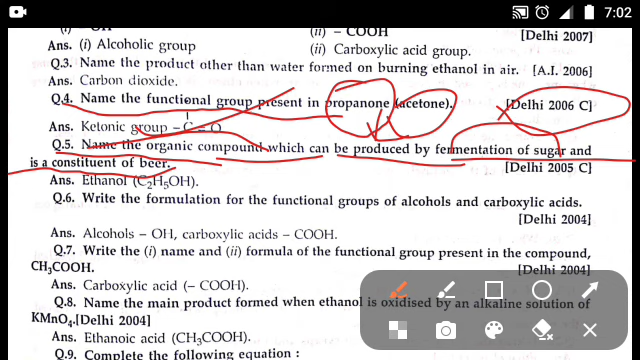 7:02
(i) – OH (ii) – COOH [Delhi 2007]
Ans. (i) Alcoholic group (ii) Carboxylic acid group.
Q.3. Name the product other than water formed on burning ethanol in air. [A.I. 2006]
Ans. Carbon dioxide.
Q.4. Name the functional group present in propanone (acetone). [Delhi 2006 C]
Ans. Ketonic group – C = O
Q.5. Name the organic compound which can be produced by fermentation of sugar and
is a constituent of beer. [Delhi 2005 C]
Ans. Ethanol (C₂H₅OH).
Q.6. Write the formulation for the functional groups of alcohols and carboxylic acids.
[Delhi 2004]
Ans. Alcohols – OH, carboxylic acids – COOH.
Q.7. Write the (i) name and (ii) formula of the functional group present in the compound,
CH₃COOH. [Delhi 2004]
Ans. Carboxylic acid (– COOH).
Q.8. Name the main product formed when ethanol is oxidised by an alkaline solution of
KMnO₄.[Delhi 2004]
Ans. Ethanoic acid (CH₃COOH).
Q.9. Complete the following equation :